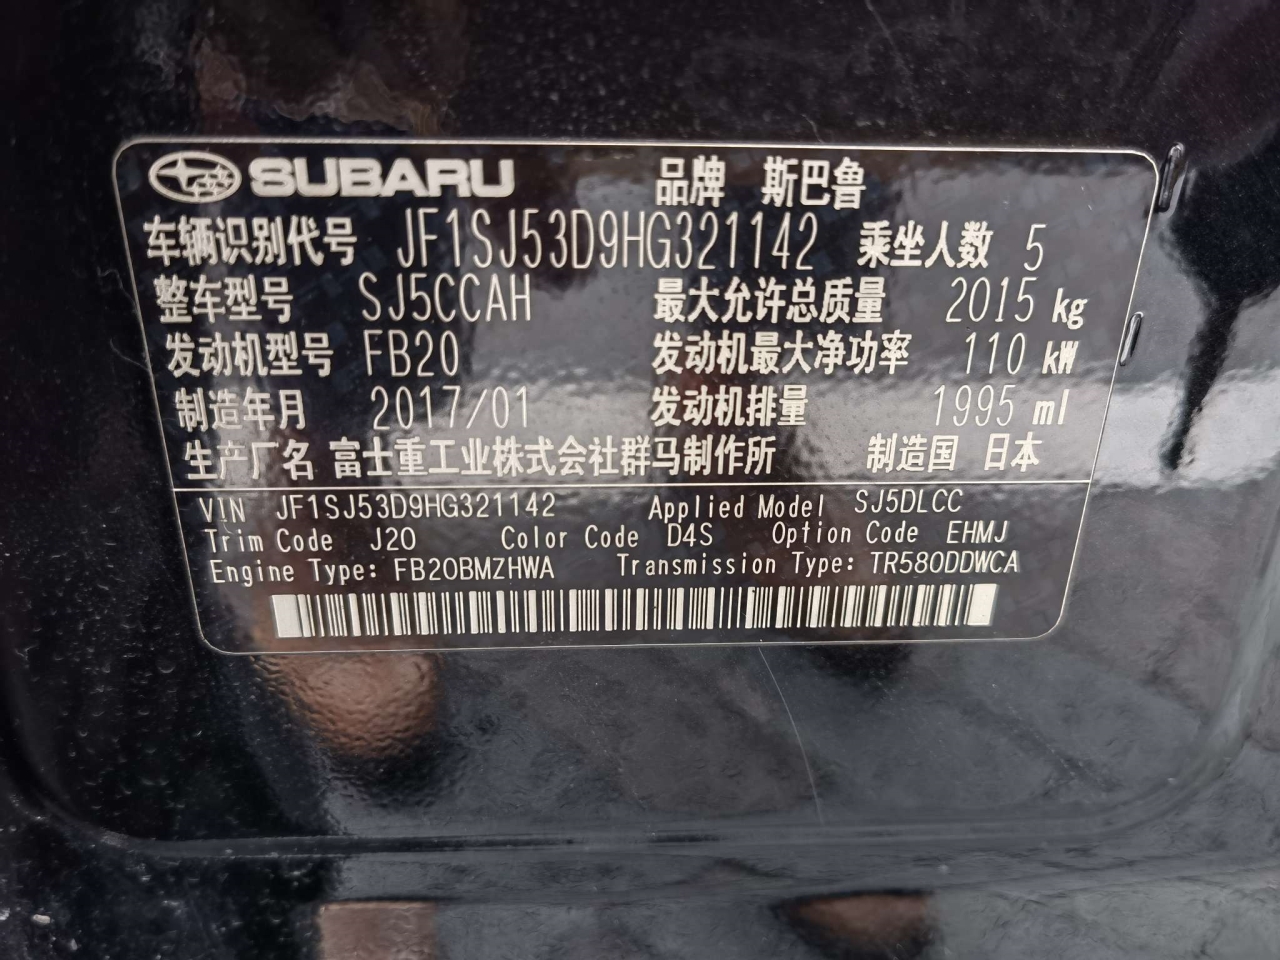 SUBARU 品牌 斯巴鲁
车辆识别代号 JF1SJ53D9HG321142 乘坐人数 5
整车型号 SJ5CCAH 最大允许总质量 2015 kg
发动机型号 FB20 发动机最大净功率 110 kW
制造年月 2017/01 发动机排量 1995 ml
生产厂名 富士重工业株式会社群马制作所 制造国 日本
VIN JF1SJ53D9HG321142 Applied Model SJ5DLCC
Trim Code J20 Color Code D4S Option Code EHMJ
Engine Type: FB20BMZHWA Transmission Type: TR580DDWCA